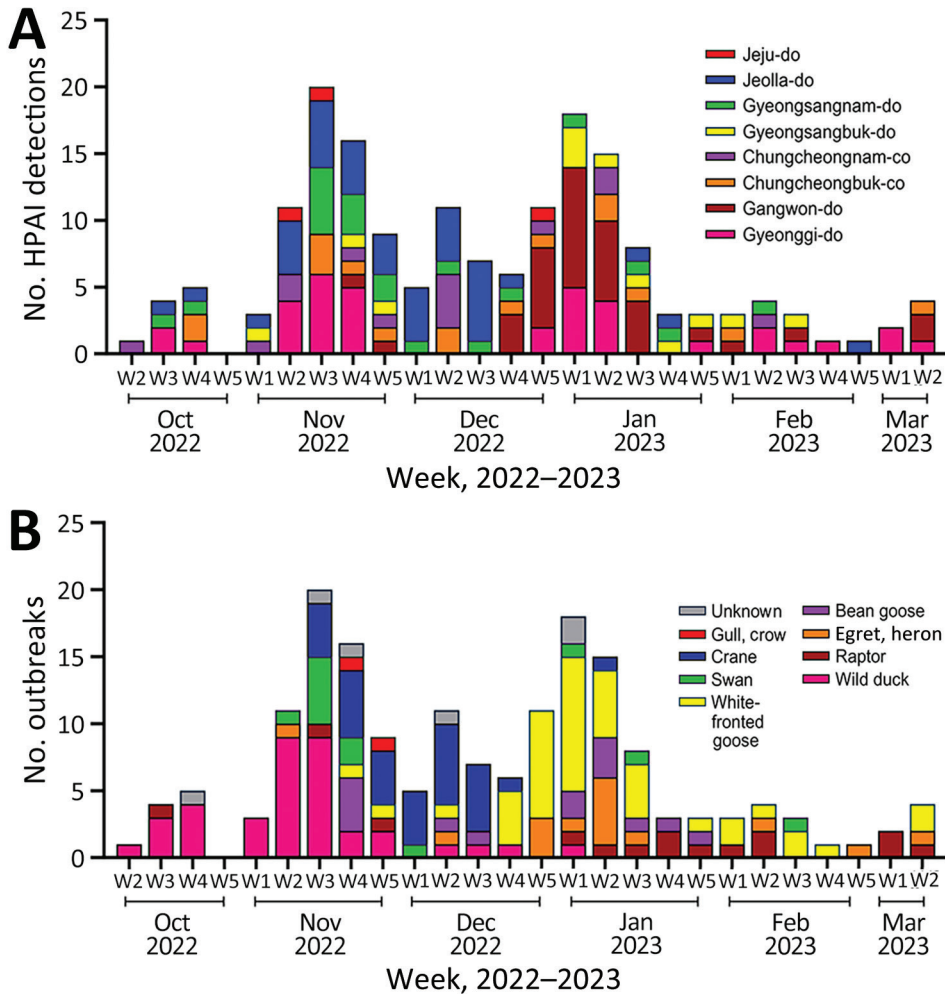 A
No. HPAI detections
25
20
15
10
5
0
Jeju-do
Jeolla-do
Gyeongsangnam-do
Gyeongsangbuk-do
Chungcheongnam-co
Chungcheongbuk-co
Gangwon-do
Gyeonggi-do
W2 W3 W4 W5 W1 W2 W3 W4 W5 W1 W2 W3 W4 W5 W1 W2 W3 W4 W5 W1 W2 W3 W4 W5 W1 W2
Oct Nov Dec Jan Feb Mar
2022 2022 2022 2023 2023 2023
Week, 2022–2023
B
No. outbreaks
25
20
15
10
5
0
Unknown
Gull, crow
Crane
Swan
White-
fronted
goose
Bean goose
Egret, heron
Raptor
Wild duck
W2 W3 W4 W5 W1 W2 W3 W4 W5 W1 W2 W3 W4 W5 W1 W2 W3 W4 W5 W1 W2 W3 W4 W5 W1 W2
Oct Nov Dec Jan Feb Mar
2022 2022 2022 2023 2023 2023
Week, 2022–2023